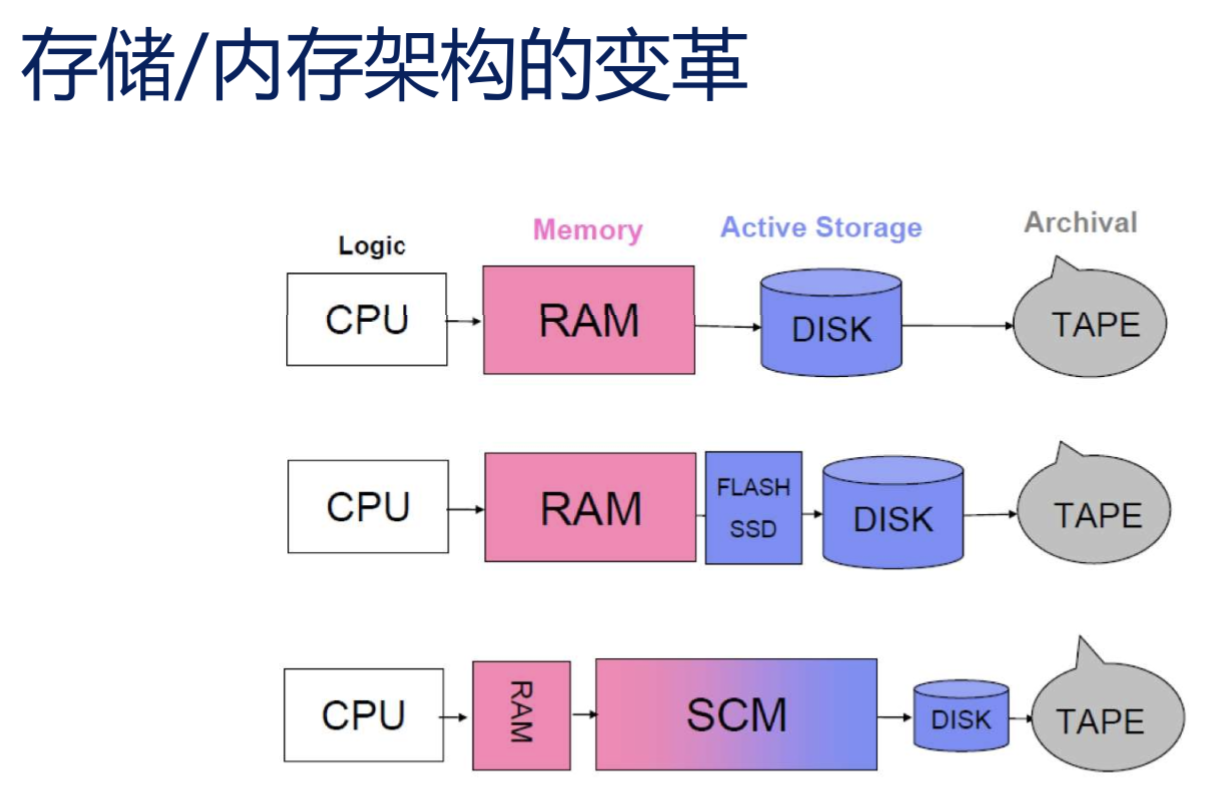 存储/内存架构的变革
Logic
Memory
Active Storage
Archival
CPU
RAM
DISK
TAPE
CPU
RAM
FLASH
SSD
DISK
TAPE
CPU
RAM
SCM
DISK
TAPE